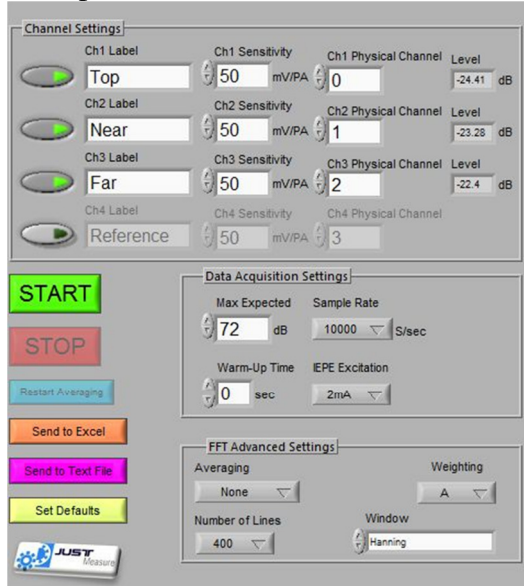 Channel Settings
Ch1 Label Ch1 Sensitivity Ch1 Physical Channel Level
Top 50 mV/PA 0 -24.41 dB
Ch2 Label Ch2 Sensitivity Ch2 Physical Channel Level
Near 50 mV/PA 1 -23.28 dB
Ch3 Label Ch3 Sensitivity Ch3 Physical Channel Level
Far 50 mV/PA 2 -22.4 dB
Ch4 Label Ch4 Sensitivity Ch4 Physical Channel
Reference 50 mV/PA 3
START
STOP
Restart Averaging
Send to Excel
Send to Text File
Set Defaults
JUST
Measure
Data Acquisition Settings
Max Expected Sample Rate
72 dB 10000 S/sec
Warm-Up Time IEPE Excitation
0 sec 2mA
FFT Advanced Settings
Averaging Weighting
None A
Number of Lines Window
400 Hanning